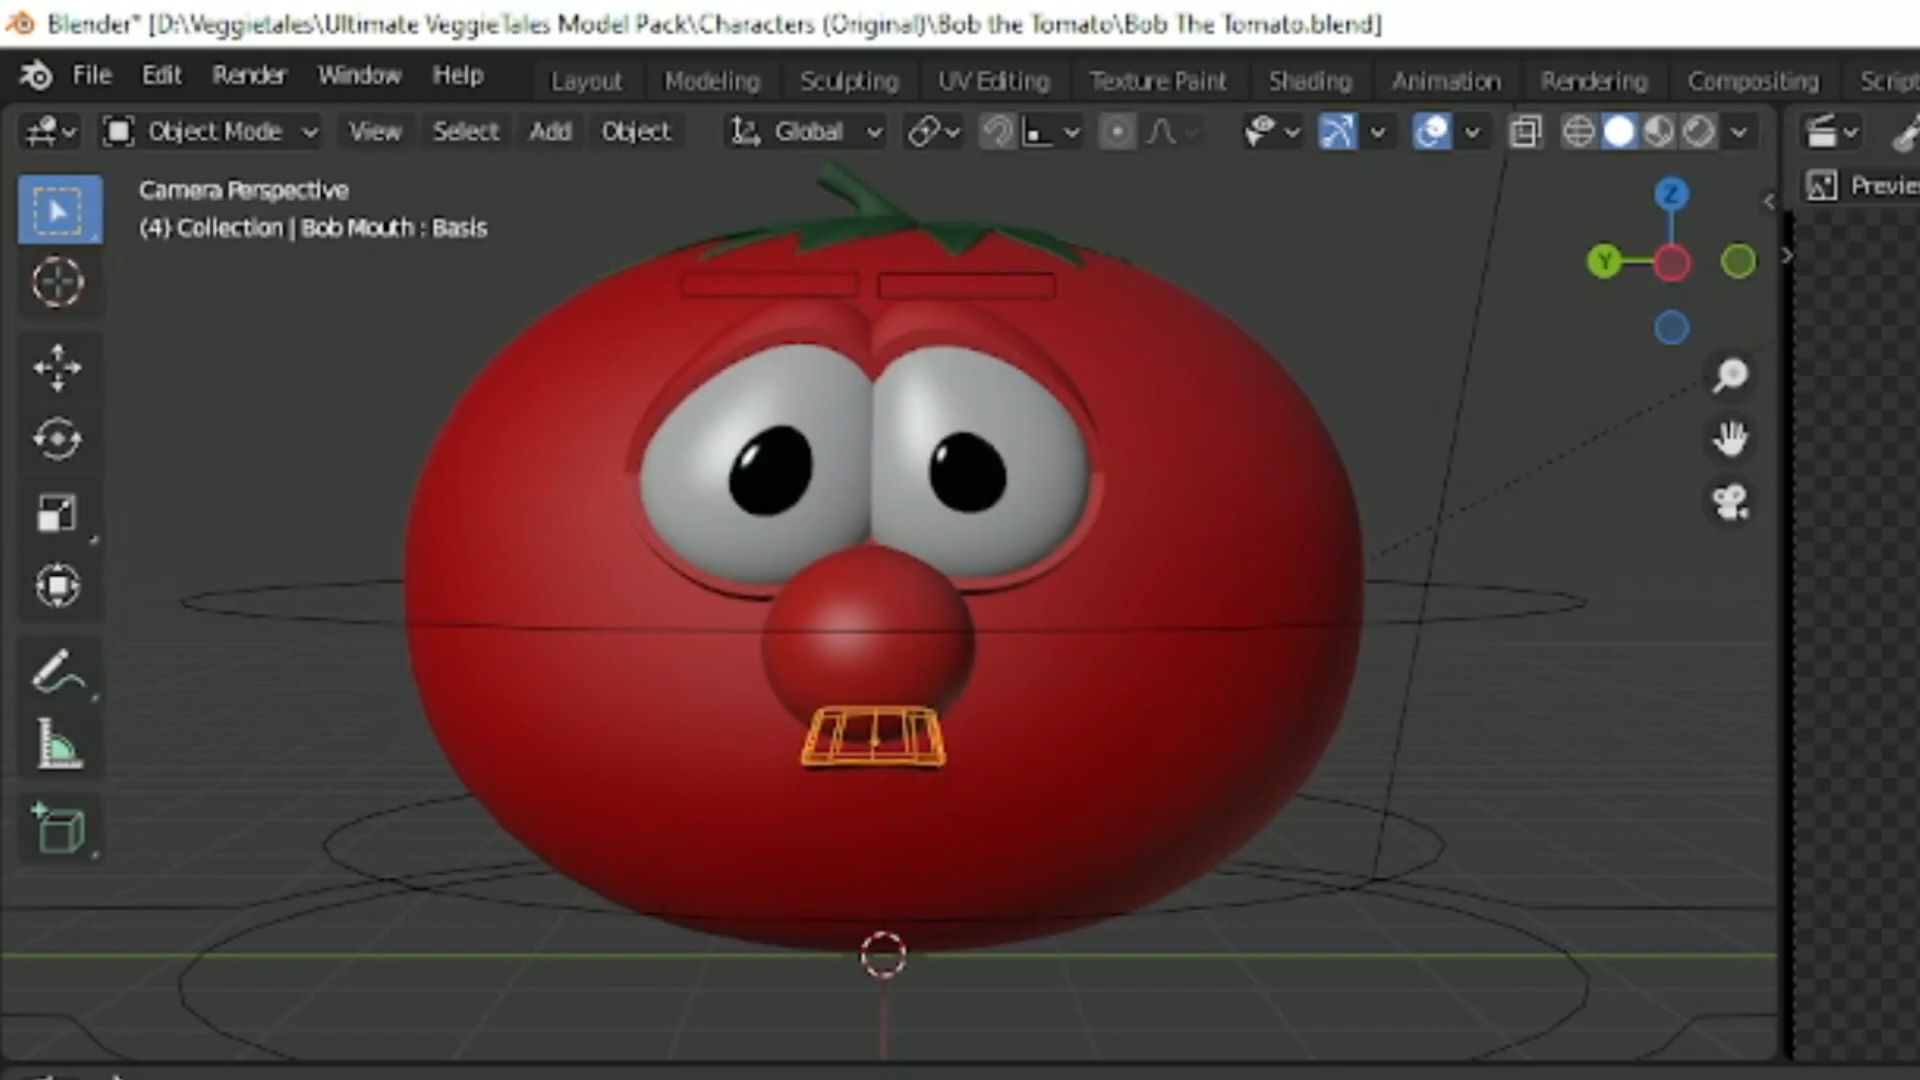 Blender* [D:\Veggietales\Ultimate VeggieTales Model Pack\Characters (Original)\Bob the Tomato\Bob The Tomato.blend]
File Edit Render Window Help Layout Modeling Sculpting UV Editing Texture Paint Shading Animation Rendering Compositing Script
Object Mode View Select Add Object Global
Camera Perspective
(4) Collection | Bob Mouth : Basis
Z
Y
Preview